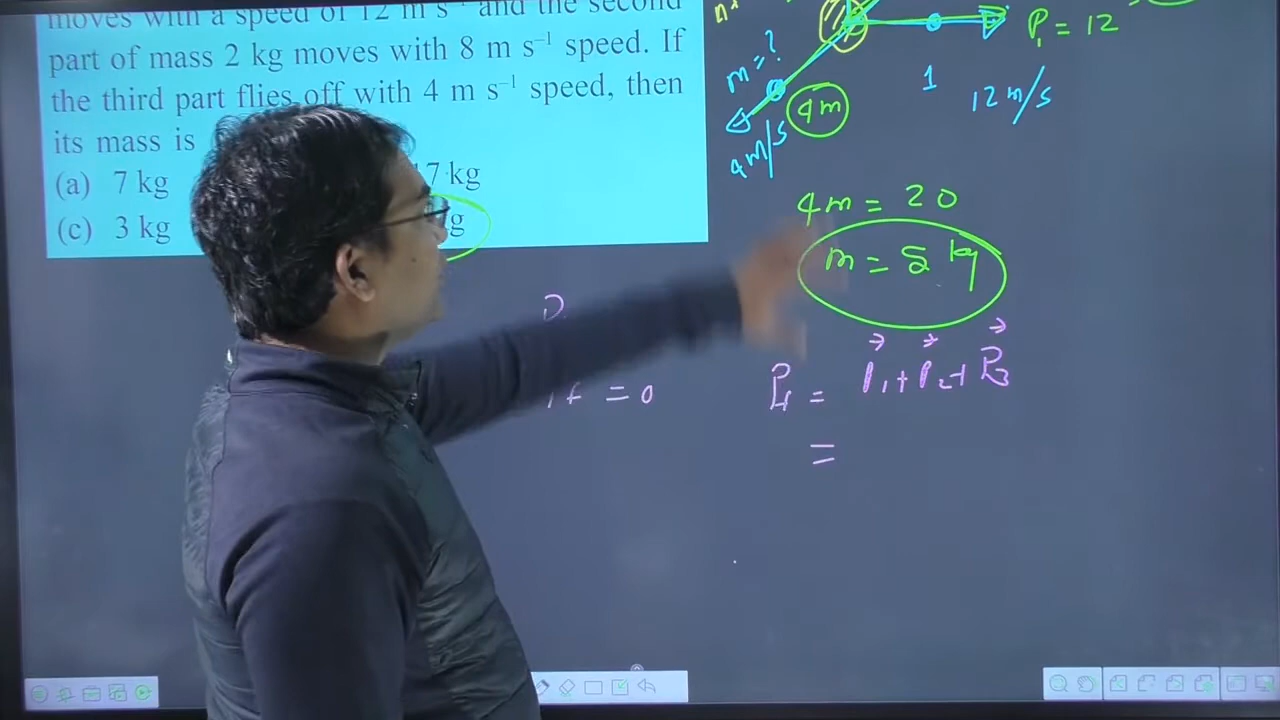 moves with a speed of 12 m s⁻¹ and the second
part of mass 2 kg moves with 8 m s⁻¹ speed. If
the third part flies off with 4 m s⁻¹ speed, then
its mass is
(a) 7 kg 17 kg
(c) 3 kg kg
P₁ = 12
m = ?
1
12 m/s
4m
4 m/s
4m = 20
m = 5 kg
= 0
P₁ + P₂ + P₃
=